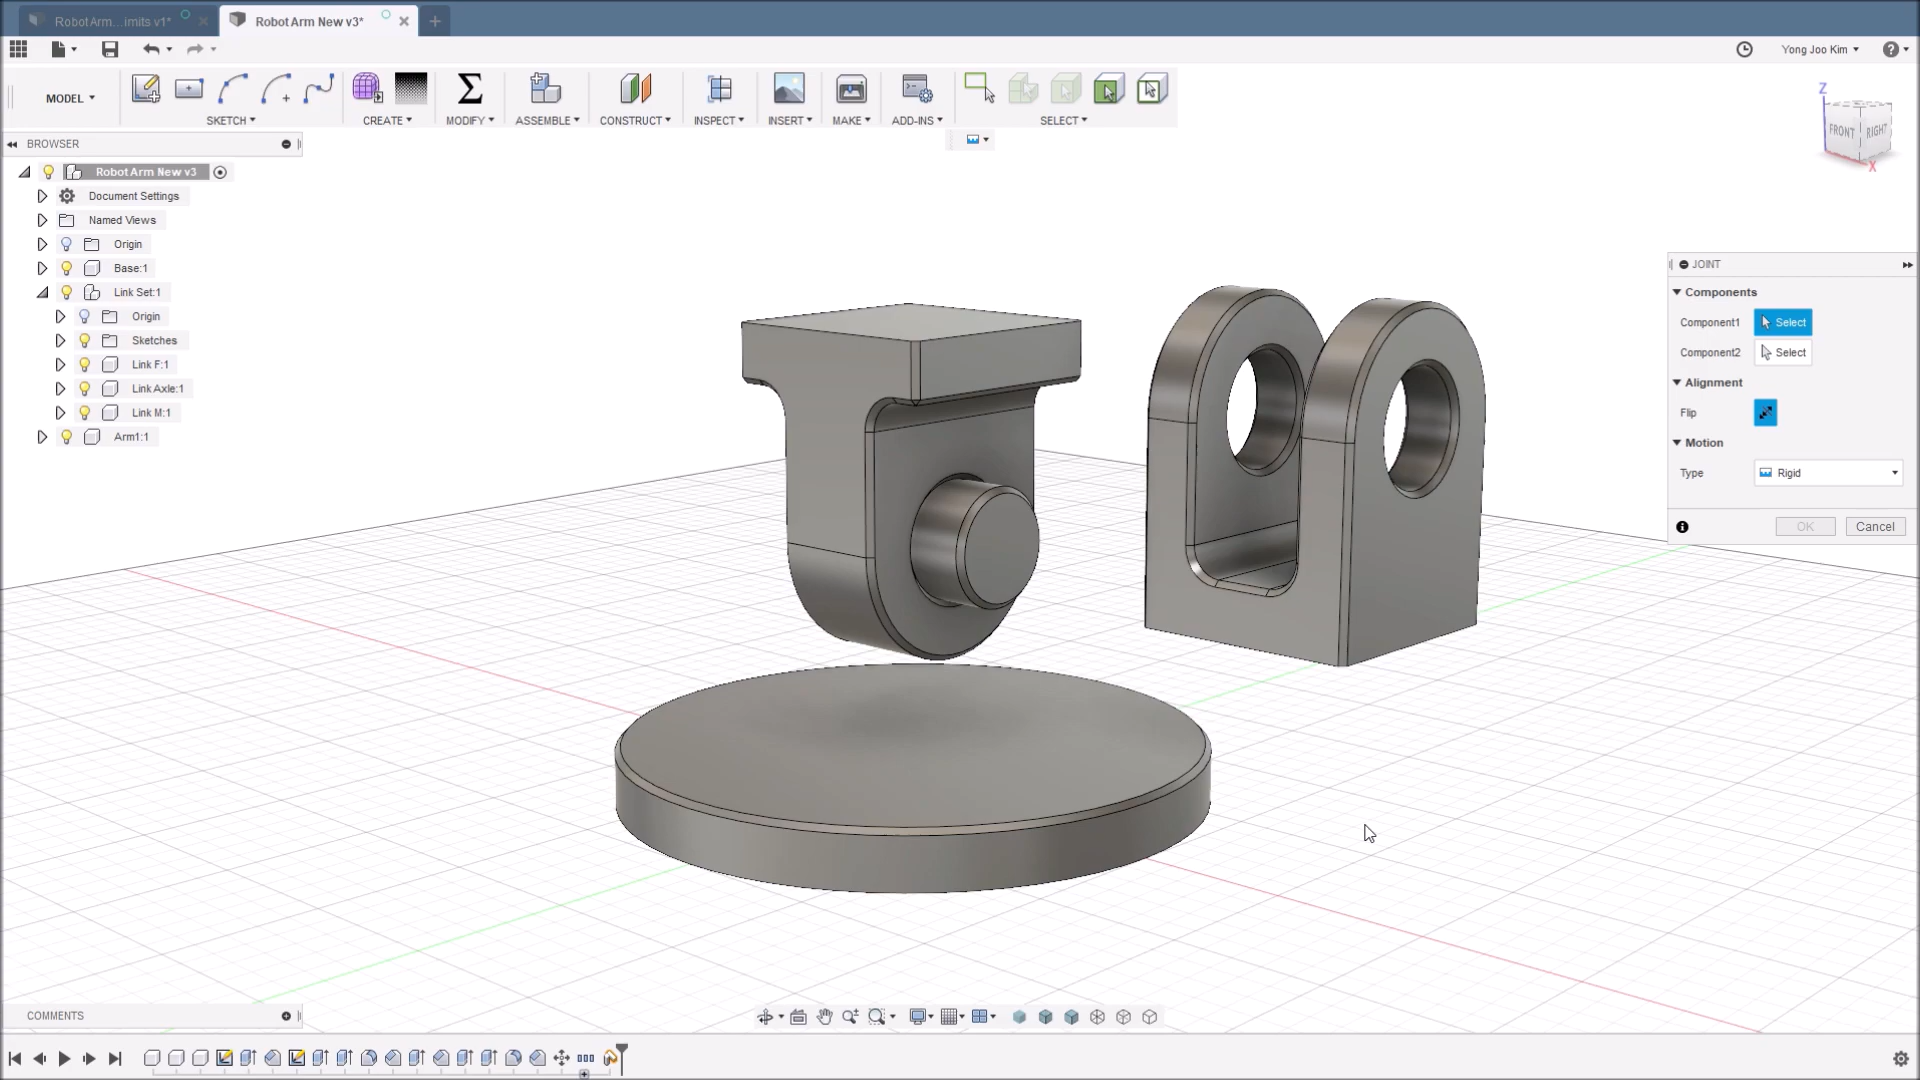 Robot Arm...imits v1*
Robot Arm New v3*
Yong Joo Kim
MODEL
SKETCH
CREATE
MODIFY
ASSEMBLE
CONSTRUCT
INSPECT
INSERT
MAKE
ADD-INS
SELECT
Z
FRONT
RIGHT
X
BROWSER
Robot Arm New v3
Document Settings
Named Views
Origin
Base:1
Link Set:1
Origin
Sketches
Link F:1
Link Axle:1
Link M:1
Arm1:1
JOINT
Components
Component1 Select
Component2 Select
Alignment
Flip
Motion
Type Rigid
OK Cancel
COMMENTS